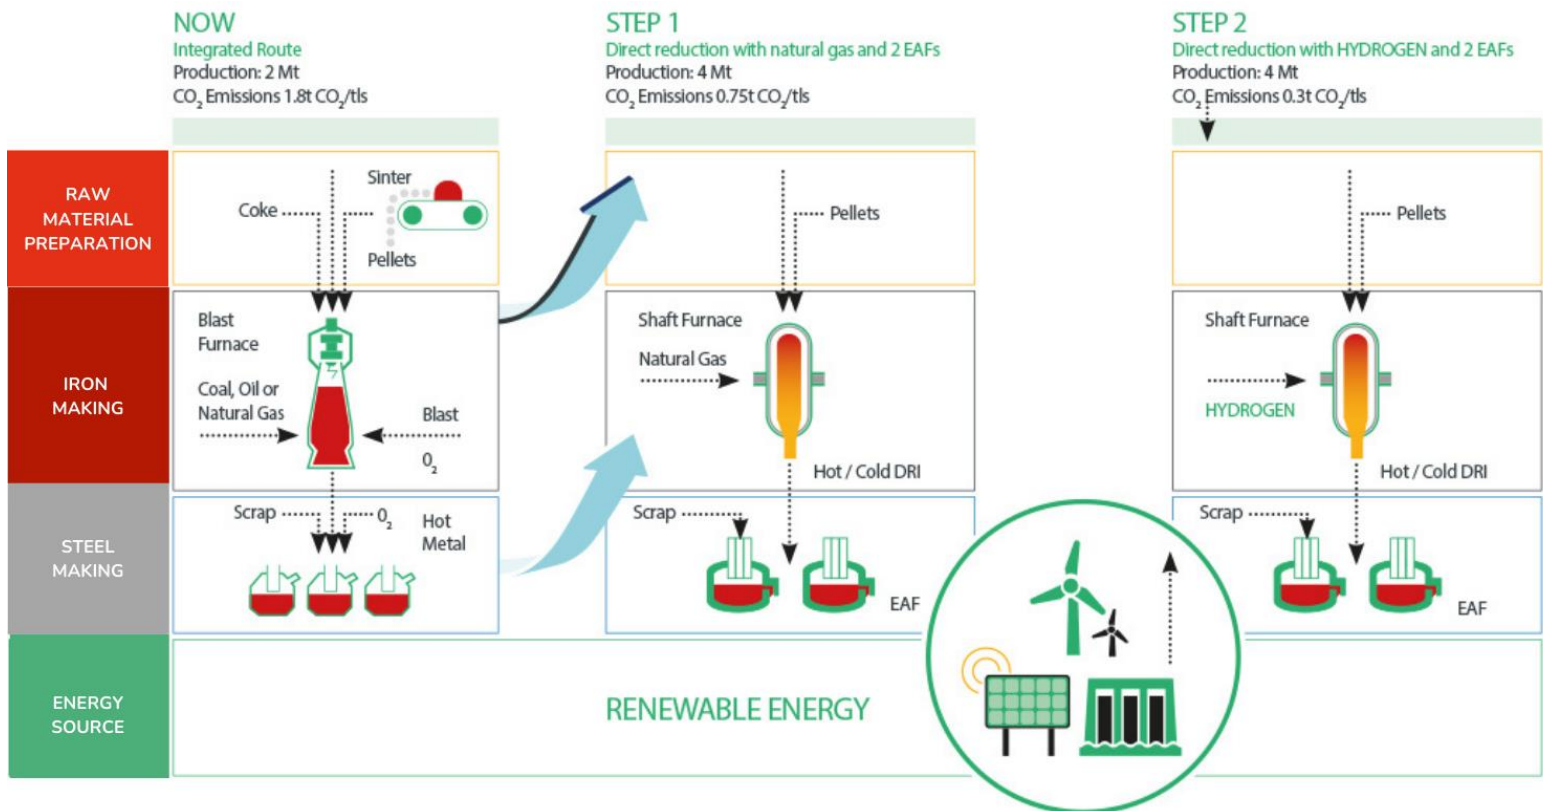 NOW
Integrated Route
Production: 2 Mt
CO₂ Emissions 1.8t CO₂/tls
STEP 1
Direct reduction with natural gas and 2 EAFs
Production: 4 Mt
CO₂ Emissions 0.75t CO₂/tls
STEP 2
Direct reduction with HYDROGEN and 2 EAFs
Production: 4 Mt
CO₂ Emissions 0.3t CO₂/tls
RAW
MATERIAL
PREPARATION
Coke
Sinter
Pellets
Pellets
Pellets
IRON
MAKING
Blast
Furnace
Coal, Oil or
Natural Gas
Blast
O₂
Shaft Furnace
Natural Gas
Hot / Cold DRI
Shaft Furnace
HYDROGEN
Hot / Cold DRI
STEEL
MAKING
Scrap
O₂
Hot
Metal
Scrap
EAF
Scrap
EAF
ENERGY
SOURCE
RENEWABLE ENERGY